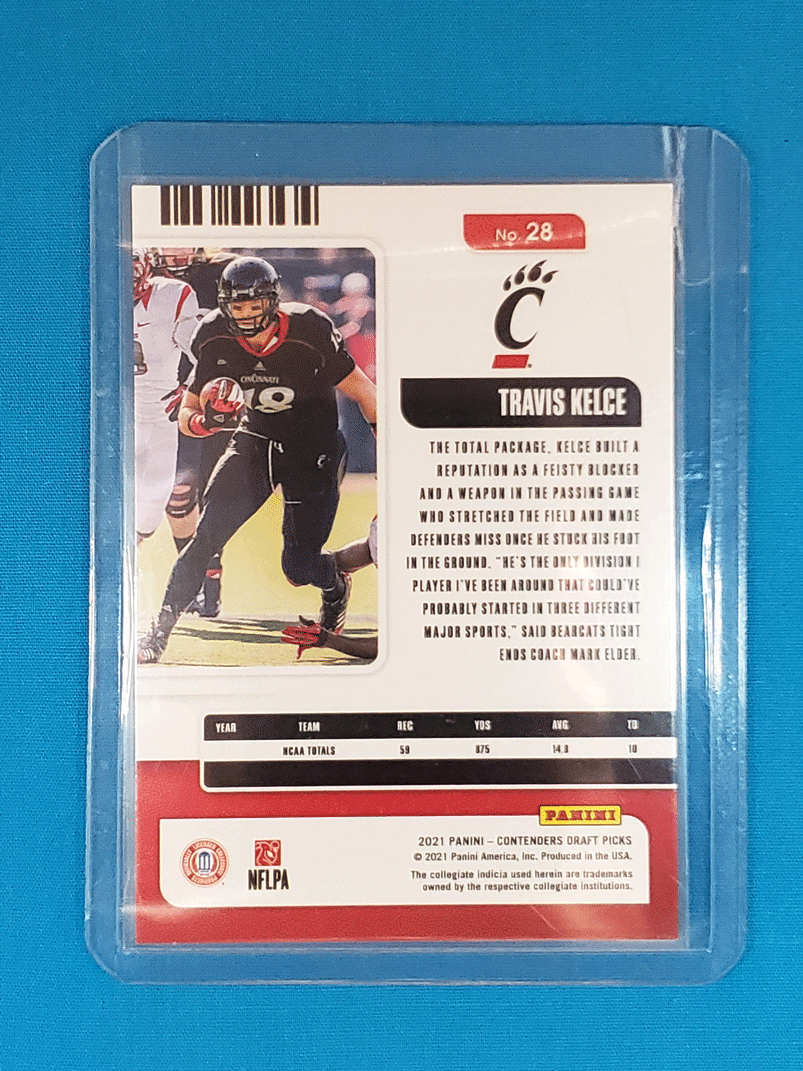 No. 28
C
CINCINNATI
18
TRAVIS KELCE
THE TOTAL PACKAGE, KELCE BUILT A
REPUTATION AS A FEISTY BLOCKER
AND A WEAPON IN THE PASSING GAME
WHO STRETCHED THE FIELD AND MADE
DEFENDERS MISS ONCE HE STUCK HIS FOOT
IN THE GROUND. "HE'S THE ONLY DIVISION I
PLAYER I'VE BEEN AROUND THAT COULD'VE
PROBABLY STARTED IN THREE DIFFERENT
MAJOR SPORTS," SAID BEARCATS TIGHT
ENDS COACH MARK ELDER.
YEAR TEAM REC YDS AVG TD
NCAA TOTALS 59 875 14.8 10
PANINI
2021 PANINI – CONTENDERS DRAFT PICKS
© 2021 Panini America, Inc. Produced in the USA.
The collegiate indicia used herein are trademarks
owned by the respective collegiate institutions.
NFLPA